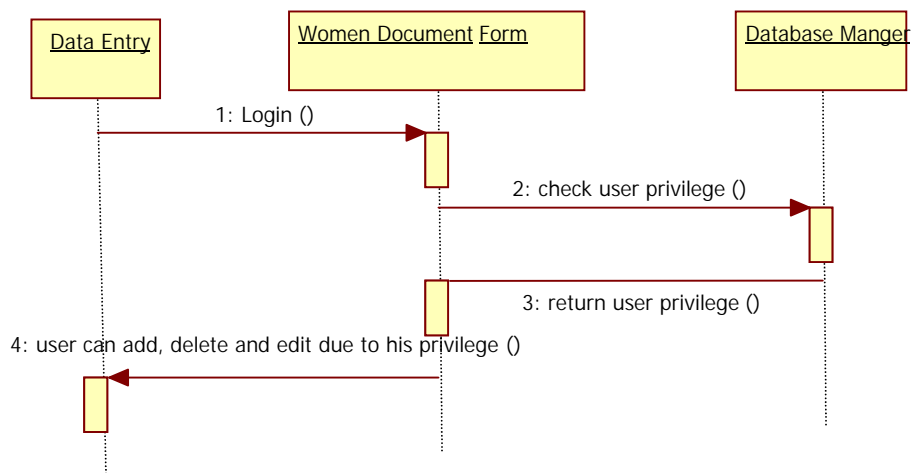 Data Entry
Women Document Form
Database Manger
1: Login ()
2: check user privilege ()
3: return user privilege ()
4: user can add, delete and edit due to his privilege ()